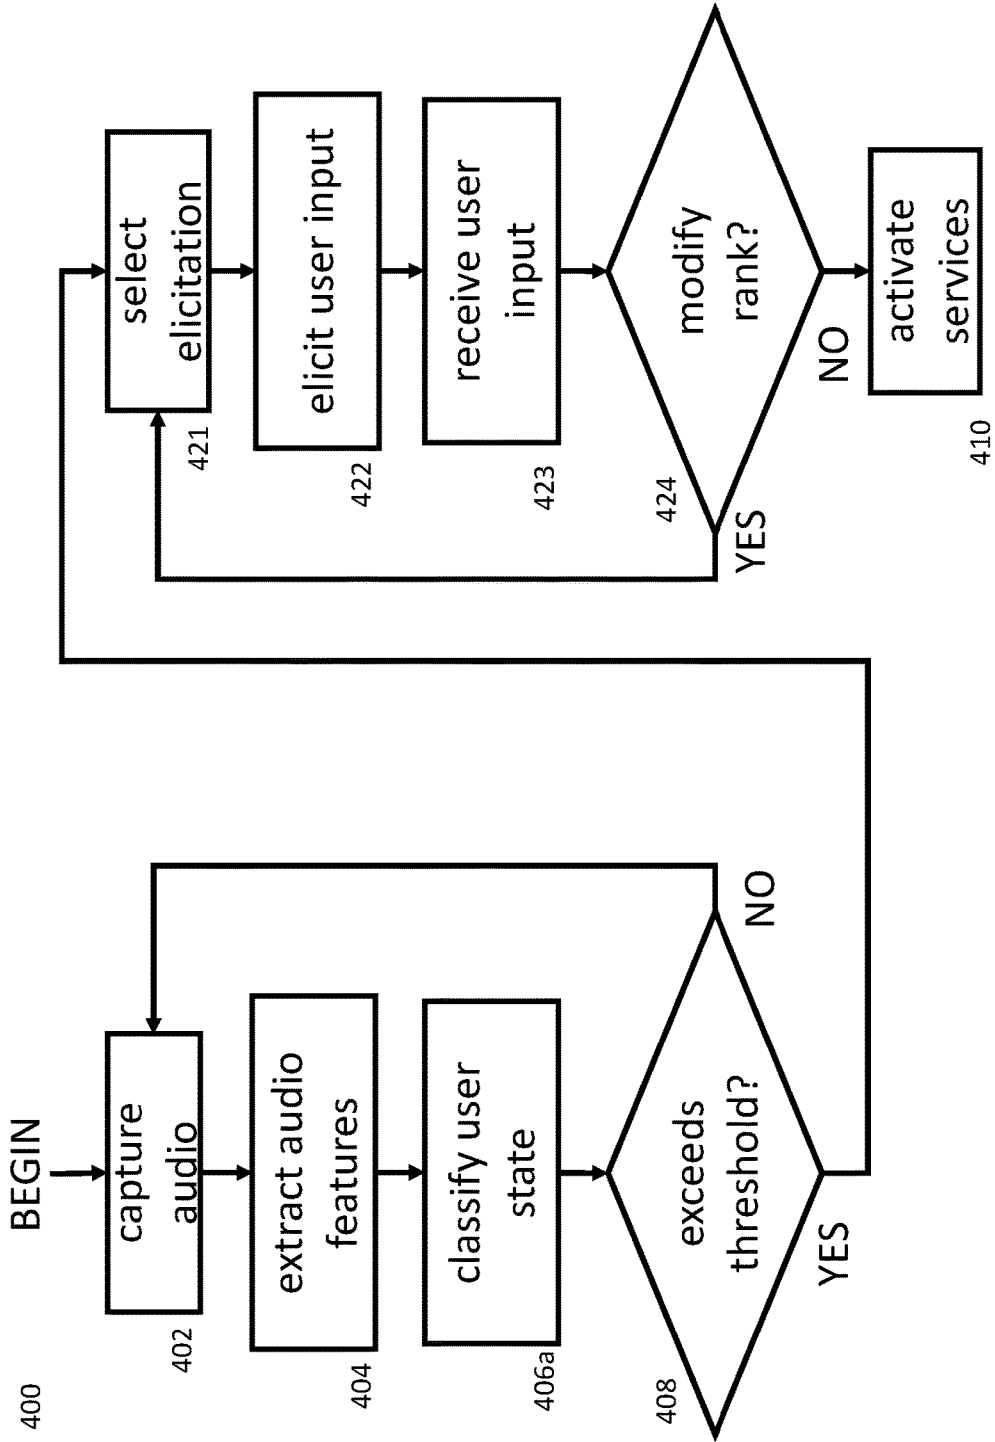 400
BEGIN
402
capture
audio
404
extract audio
features
406a
classify user
state
408
exceeds
threshold?
NO
YES
421
select
elicitation
422
elicit user input
423
receive user
input
424
modify
rank?
YES
NO
410
activate
services